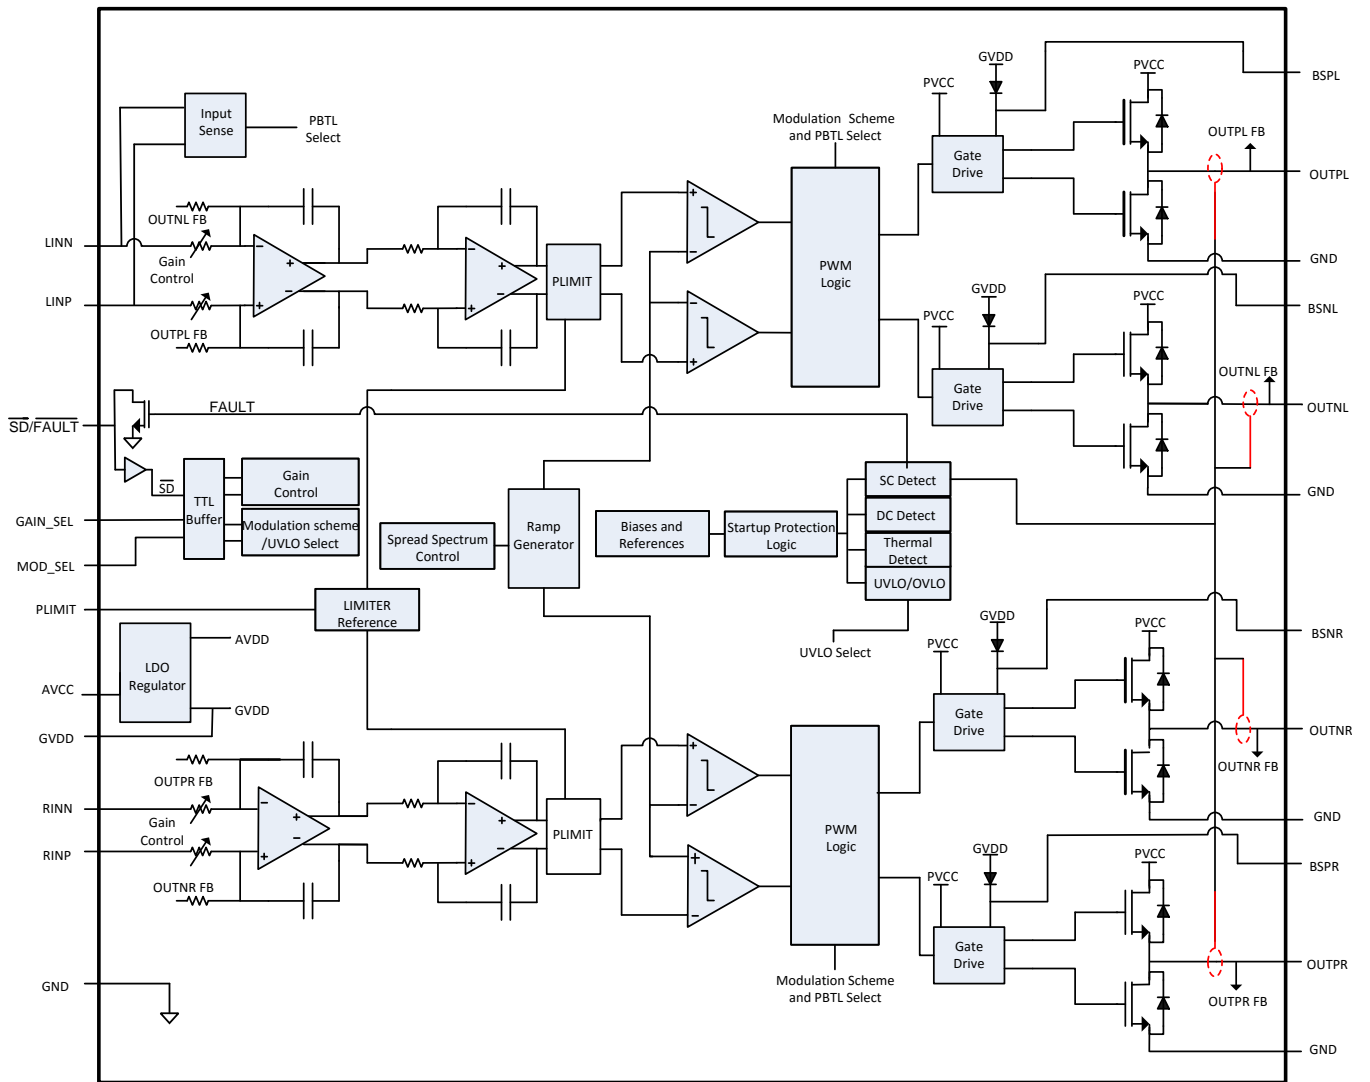 GVDD
PVCC
PVCC
BSPL
Input
Sense
PBTL
Select
Modulation Scheme
and PBTL Select
OUTPL FB
Gate
Drive
OUTPL
OUTNL FB
LINN
Gain
Control
LINP
OUTPL FB
PLIMIT
PWM
Logic
GND
GVDD
PVCC
PVCC
BSNL
Gate
Drive
OUTNL FB
OUTNL
FAULT
SD/FAULT
SD
TTL
Buffer
Gain
Control
Modulation scheme
/UVLO Select
GAIN_SEL
MOD_SEL
Spread Spectrum
Control
Ramp
Generator
Biases and
References
Startup Protection
Logic
SC Detect
DC Detect
Thermal
Detect
UVLO/OVLO
UVLO Select
GND
PLIMIT
LIMITER
Reference
AVDD
LDO
Regulator
AVCC
GVDD
GVDD
GVDD
PVCC
PVCC
BSNR
Gate
Drive
OUTNR
OUTNR FB
OUTPR FB
RINN
Gain
Control
RINP
OUTNR FB
PLIMIT
PWM
Logic
GND
GVDD
PVCC
PVCC
BSPR
Gate
Drive
OUTPR
OUTPR FB
Modulation Scheme
and PBTL Select
GND
GND